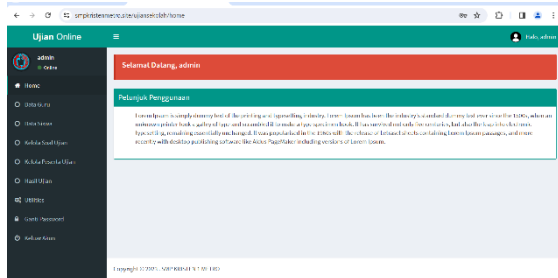 smpkristenmetro.site/ujiansekolah/home
Ujian Online
Halo, admin
admin
Online
Selamat Datang, admin
Home
Data Guru
Data Siswa
Kelola Soal Ujian
Kelola Peserta Ujian
Hasil Ujian
Utilities
Ganti Password
Keluar Akun
Petunjuk Penggunaan
Lorem Ipsum is simply dummy text of the printing and typesetting industry. Lorem Ipsum has been the industry's standard dummy text ever since the 1500s, when an
unknown printer took a galley of type and scrambled it to make a type specimen book. It has survived not only five centuries, but also the leap into electronic
typesetting, remaining essentially unchanged. It was popularised in the 1960s with the release of Letraset sheets containing Lorem Ipsum passages, and more
recently with desktop publishing software like Aldus PageMaker including versions of Lorem Ipsum.